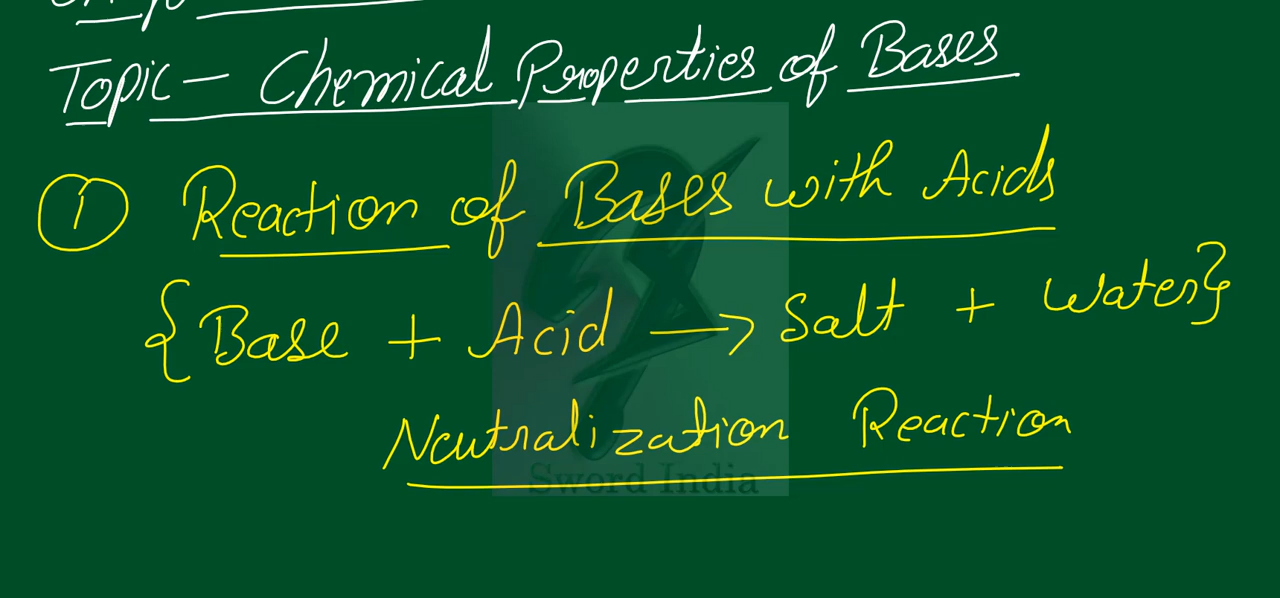 Topic - Chemical Properties of Bases
① Reaction of Bases with Acids
{Base + Acid → Salt + Water}
Neutralization Reaction
Sword India